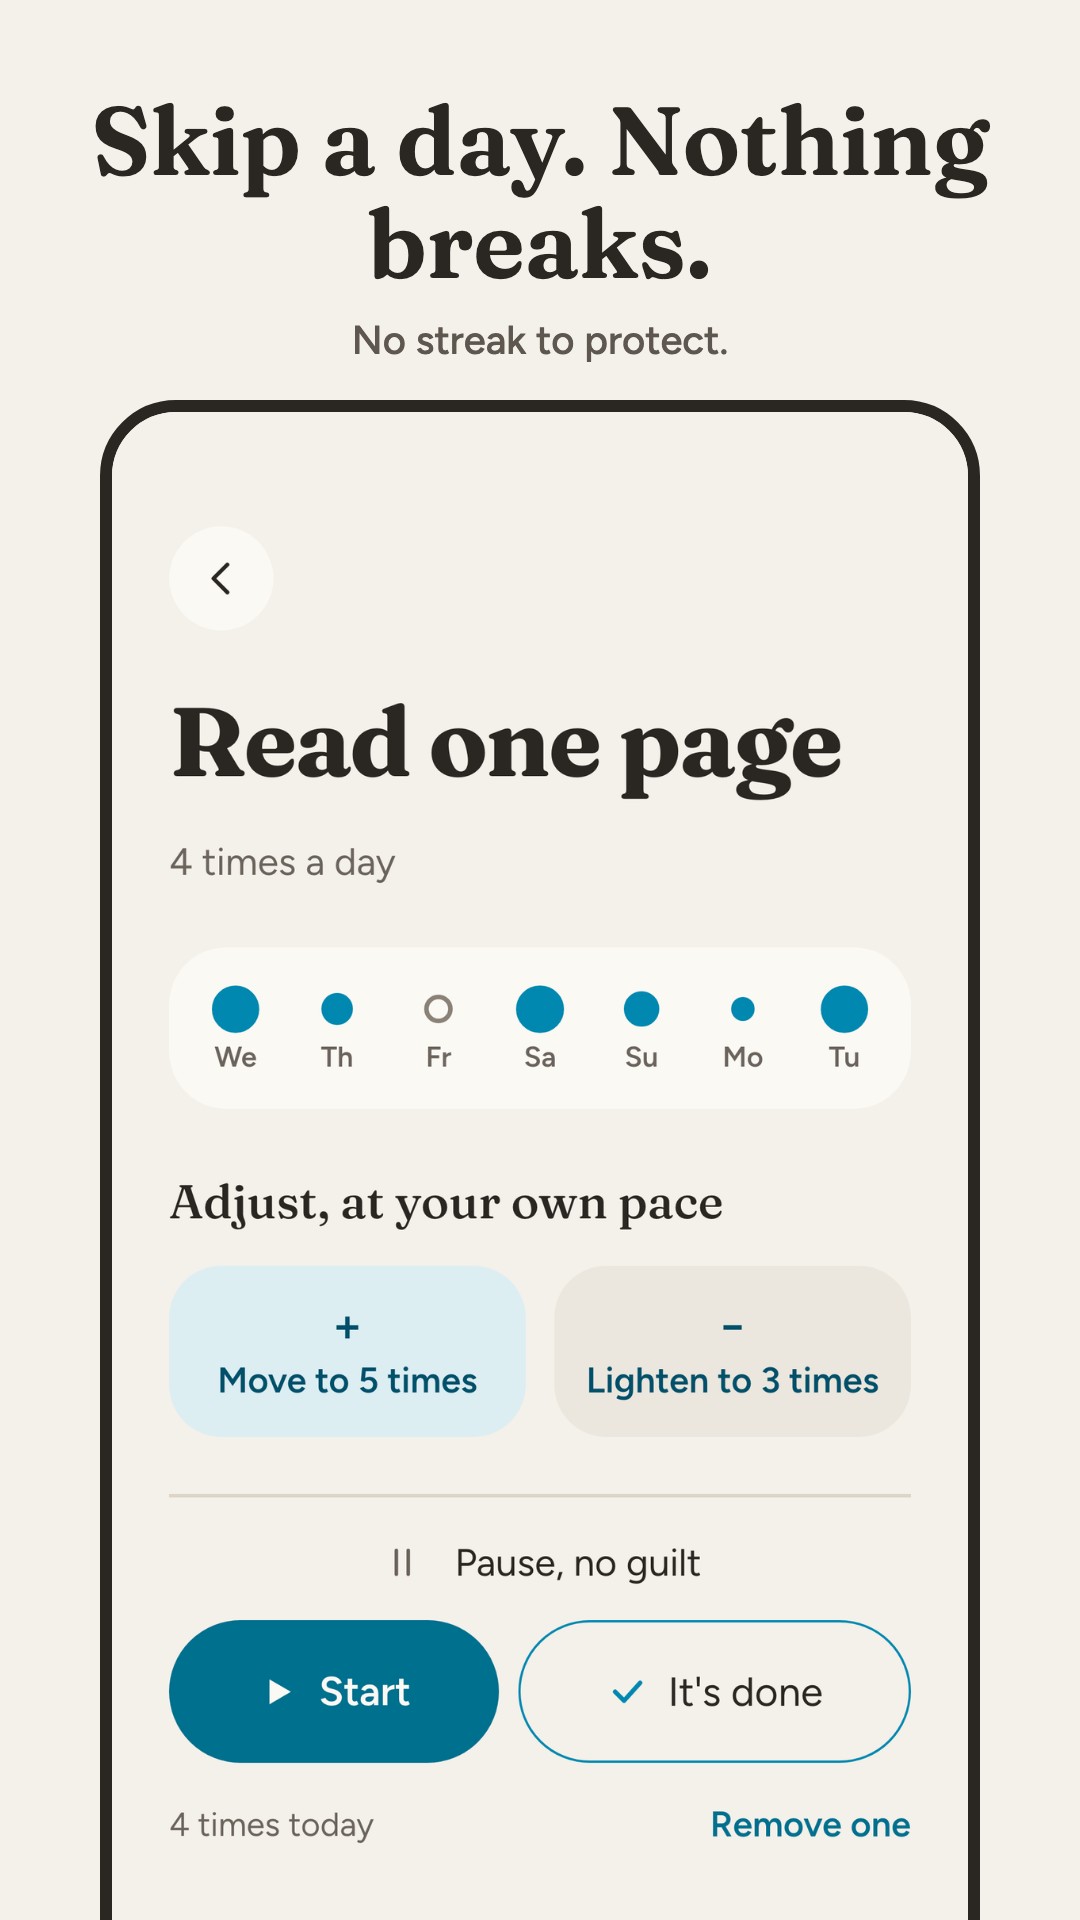 Skip a day. Nothing
breaks.
No streak to protect.
Read one page
4 times a day
We Th Fr Sa Su Mo Tu
Adjust, at your own pace
+ −
Move to 5 times Lighten to 3 times
Pause, no guilt
Start It's done
4 times today Remove one